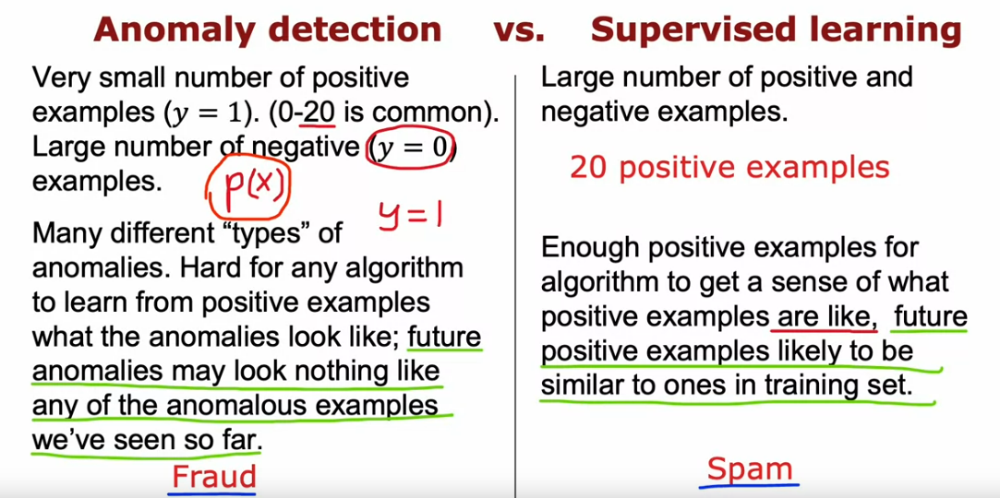 Anomaly detection vs. Supervised learning
Very small number of positive
examples (y = 1). (0-20 is common).
Large number of negative (y = 0)
examples.
p(x)
y=1
Many different “types” of
anomalies. Hard for any algorithm
to learn from positive examples
what the anomalies look like; future
anomalies may look nothing like
any of the anomalous examples
we’ve seen so far.
Fraud
Large number of positive and
negative examples.
20 positive examples
Enough positive examples for
algorithm to get a sense of what
positive examples are like, future
positive examples likely to be
similar to ones in training set.
Spam